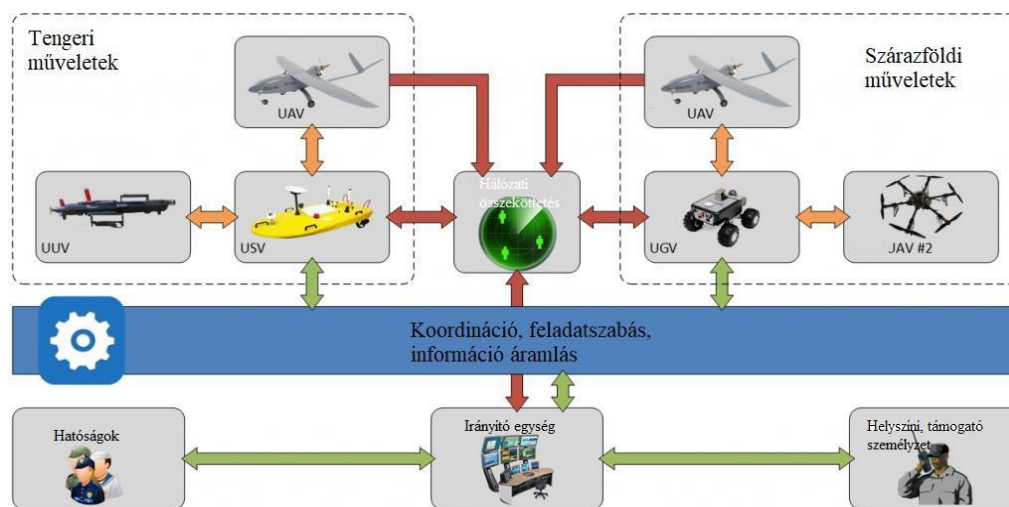 Tengeri
műveletek
UAV
UUV
USV
Hálózati
összeköttetés
Szárazföldi
műveletek
UAV
UGV
JAV #2
Koordináció, feladatszabás,
információ áramlás
Hatóságok
Irányító egység
Helyszíni, támogató
személyzet